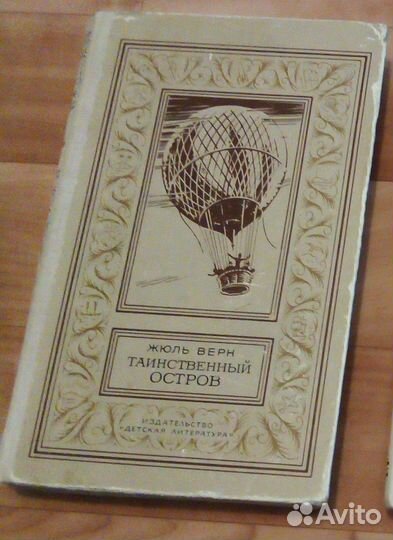 ЖЮЛЬ ВЕРН
ТАИНСТВЕННЫЙ
ОСТРОВ
ИЗДАТЕЛЬСТВО
«ДЕТСКАЯ ЛИТЕРАТУРА»
Avito